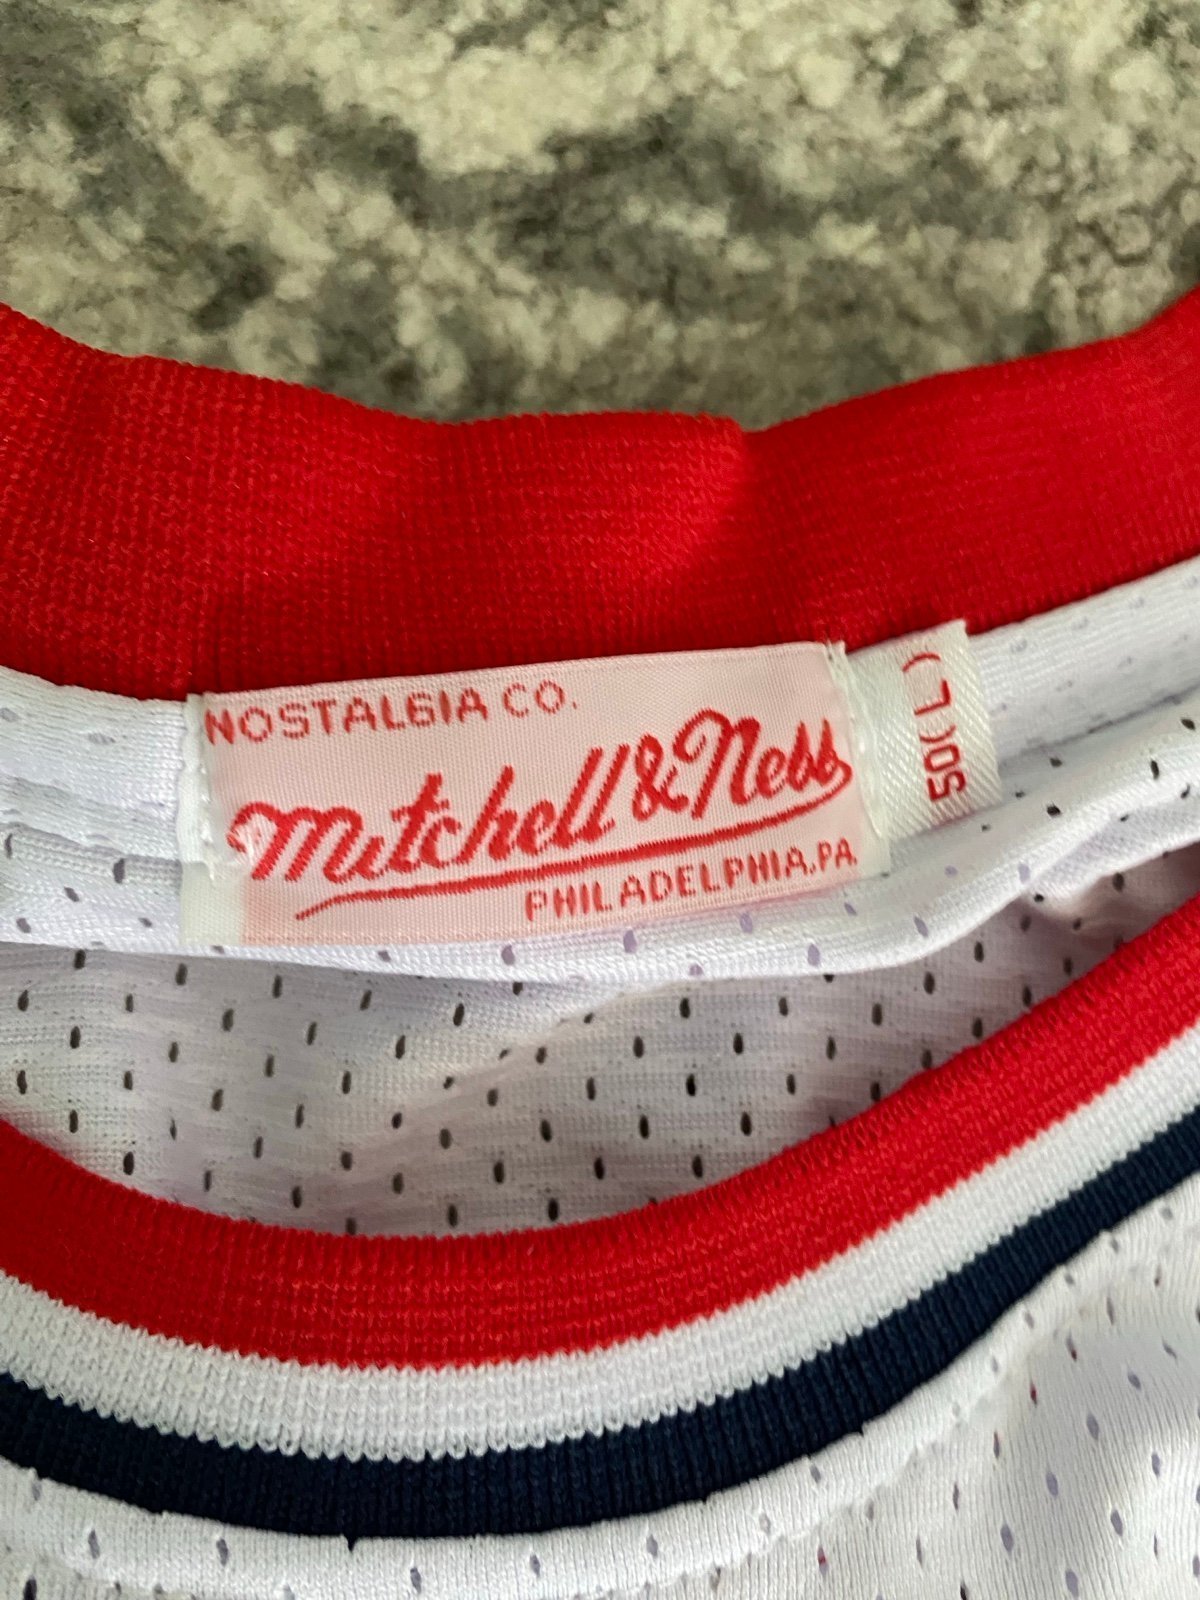 NOSTALGIA CO.
Mitchell & Ness
PHILADELPHIA, PA
50(L)